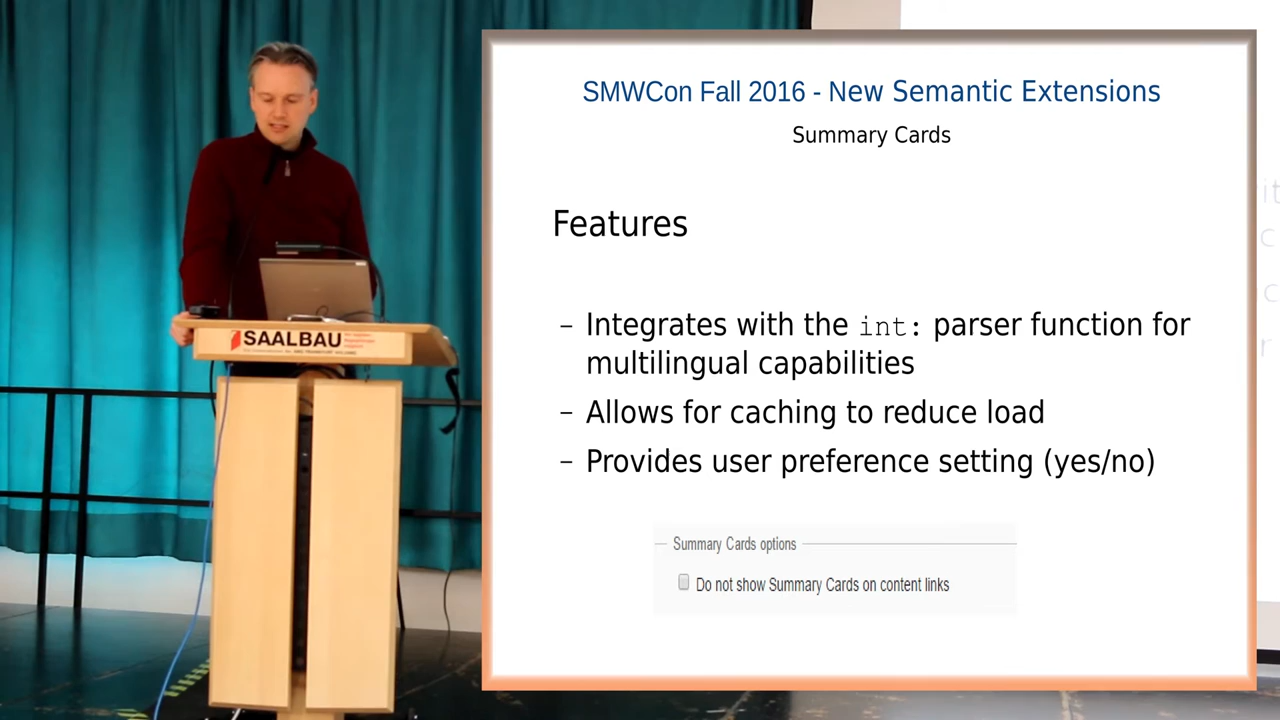 SMWCon Fall 2016 - New Semantic Extensions
Summary Cards
Features
– Integrates with the int: parser function for
multilingual capabilities
– Allows for caching to reduce load
– Provides user preference setting (yes/no)
Summary Cards options
Do not show Summary Cards on content links
SAALBAU